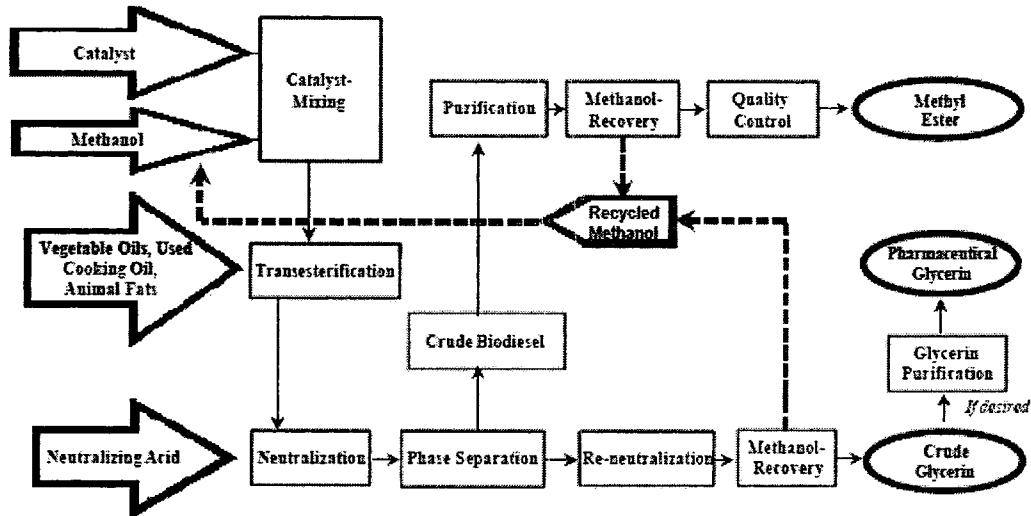 Catalyst
Methanol
Catalyst-
Mixing
Purification
Methanol-
Recovery
Quality
Control
Methyl
Ester
Recycled
Methanol
Vegetable Oils, Used
Cooking Oil,
Animal Fats
Transesterification
Pharmaceutical
Glycerin
Crude Biodiesel
Glycerin
Purification
If desired
Neutralizing Acid
Neutralization
Phase Separation
Re-neutralization
Methanol-
Recovery
Crude
Glycerin